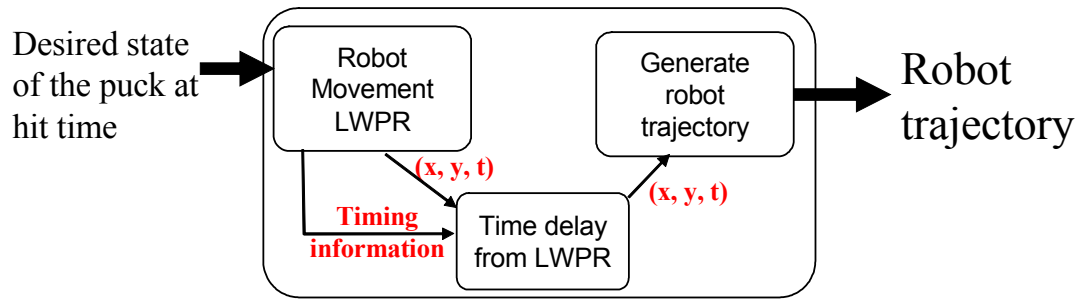 Desired state
of the puck at
hit time
Robot
Movement
LWPR
(x, y, t)
Timing
information
Time delay
from LWPR
(x, y, t)
Generate
robot
trajectory
Robot
trajectory